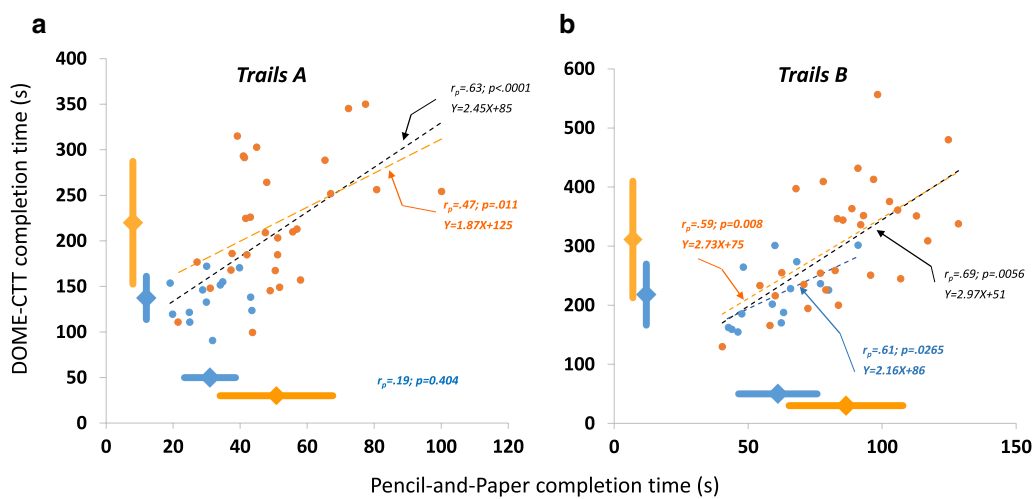 a
b
DOME-CTT completion time (s)
Trails A
400
350
300
250
200
150
100
50
0
0 20 40 60 80 100 120
rp=.63; p<.0001
Y=2.45X+85
rp=.47; p=.011
Y=1.87X+125
rp=.19; p=0.404
Trails B
600
500
400
300
200
100
0
0 50 100 150
rp=.59; p=0.008
Y=2.73X+75
rp=.69; p=.0056
Y=2.97X+51
rp=.61; p=.0265
Y=2.16X+86
Pencil-and-Paper completion time (s)